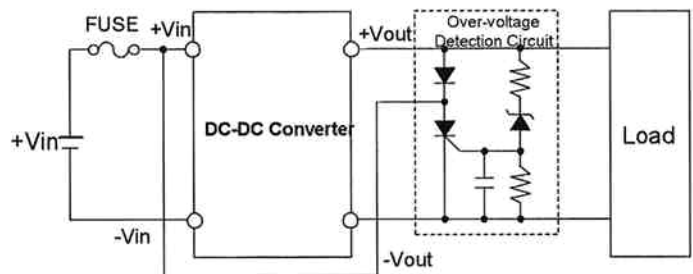 FUSE
+Vin
+Vout
Over-voltage
Detection Circuit
DC-DC Converter
+Vin
Load
-Vin
-Vout